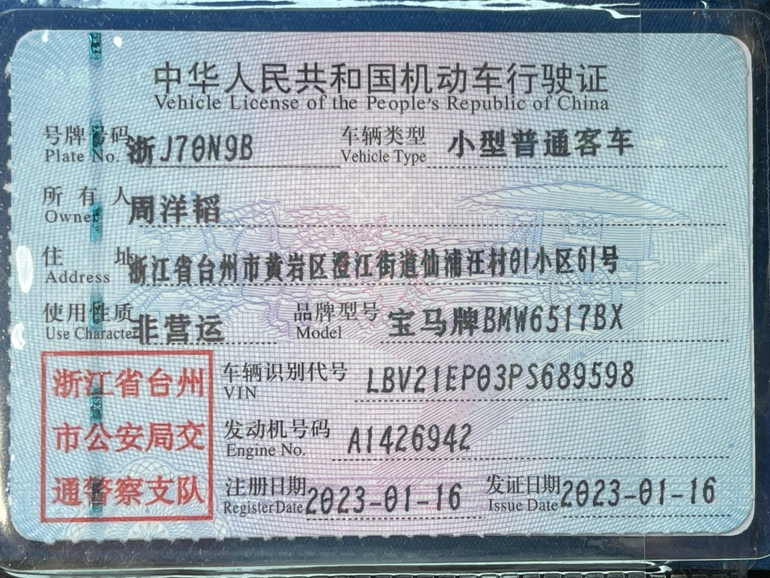 中华人民共和国机动车行驶证
Vehicle License of the People's Republic of China
号牌号码 浙J70N9B 车辆类型 小型普通客车
Plate No. Vehicle Type
所有人 周洋韬
Owner
住址 浙江省台州市黄岩区澄江街道仙浦汪村01小区61号
Address
使用性质 非营运 品牌型号 宝马牌BMW6517BX
Use Character Model
浙江省台州
市公安局交
通警察支队
车辆识别代号 LBV21EP03PS689598
VIN
发动机号码 A1426942
Engine No.
注册日期 2023-01-16 发证日期 2023-01-16
Register Date Issue Date